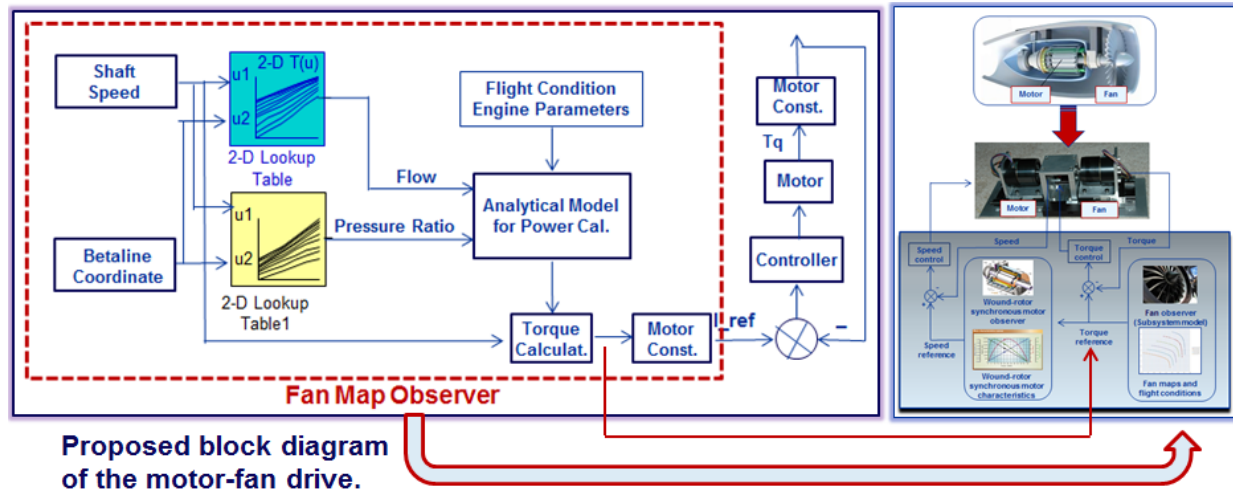 Shaft
Speed
Betaline
Coordinate
2-D T(u)
u1
u2
2-D Lookup
Table
u1
u2
2-D Lookup
Table1
Flow
Pressure Ratio
Flight Condition
Engine Parameters
Analytical Model
for Power Cal.
Torque
Calculat.
Motor
Const.
I_ref
–
Controller
Motor
Tq
Motor
Const.
Fan Map Observer
Proposed block diagram
of the motor-fan drive.
Motor
Fan
Motor
Fan
Speed
control
Speed
Torque
control
Torque
-
+
-
+
Wound-rotor
synchronous motor
observer
Speed
reference
Wound-rotor
synchronous motor
characteristics
Torque
reference
Fan observer
(Subsystem model)
Fan maps and
flight conditions